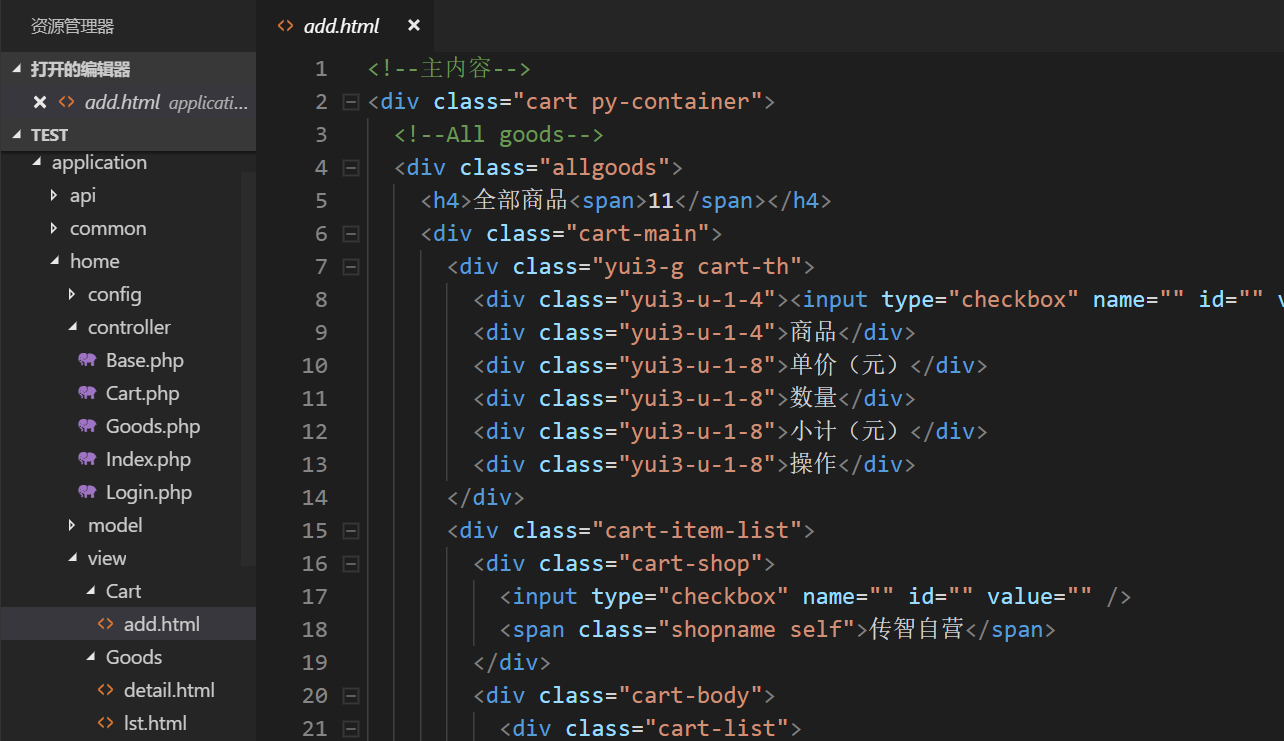 资源管理器
打开的编辑器
add.html applicati...
TEST
application
api
common
home
config
controller
Base.php
Cart.php
Goods.php
Index.php
Login.php
model
view
Cart
add.html
Goods
detail.html
lst.html
add.html
1 <!--主内容-->
2 <div class="cart py-container">
3 <!--All goods-->
4 <div class="allgoods">
5 <h4>全部商品<span>11</span></h4>
6 <div class="cart-main">
7 <div class="yui3-g cart-th">
8 <div class="yui3-u-1-4"><input type="checkbox" name="" id="" v
9 <div class="yui3-u-1-4">商品</div>
10 <div class="yui3-u-1-8">单价（元）</div>
11 <div class="yui3-u-1-8">数量</div>
12 <div class="yui3-u-1-8">小计（元）</div>
13 <div class="yui3-u-1-8">操作</div>
14 </div>
15 <div class="cart-item-list">
16 <div class="cart-shop">
17 <input type="checkbox" name="" id="" value="" />
18 <span class="shopname self">传智自营</span>
19 </div>
20 <div class="cart-body">
21 <div class="cart-list">